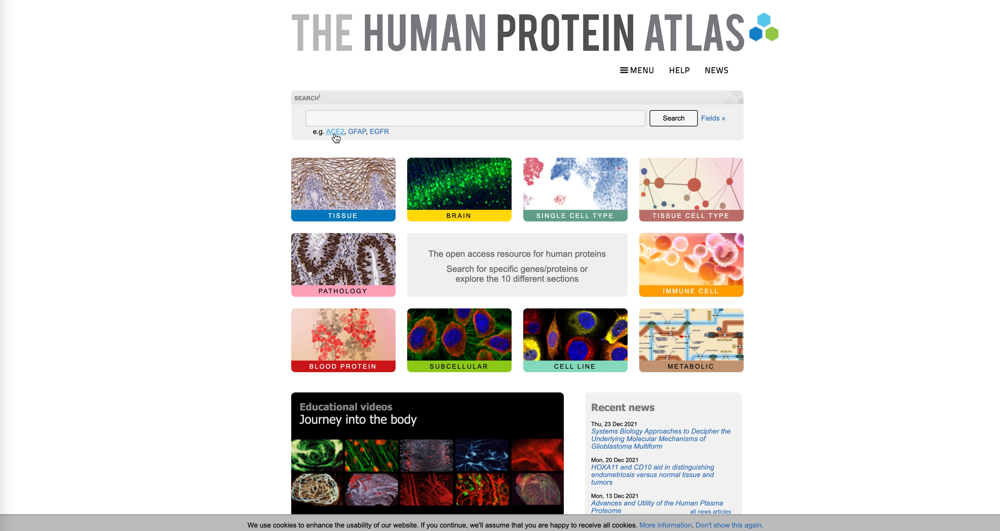 THE HUMAN PROTEIN ATLAS
MENU HELP NEWS
SEARCHi
Search Fields »
e.g. ACE2, GFAP, EGFR
TISSUE
BRAIN
SINGLE CELL TYPE
TISSUE CELL TYPE
PATHOLOGY
The open access resource for human proteins
Search for specific genes/proteins or
explore the 10 different sections
IMMUNE CELL
BLOOD PROTEIN
SUBCELLULAR
CELL LINE
METABOLIC
Educational videos
Journey into the body
Recent news
Thu, 23 Dec 2021
Systems Biology Approaches to Decipher the
Underlying Molecular Mechanisms of
Glioblastoma Multiform
Mon, 20 Dec 2021
HOXA11 and CD10 aid in distinguishing
endometriosis versus normal tissue and
tumors
Mon, 13 Dec 2021
Advances and Utility of the Human Plasma
Proteome
all news articles
We use cookies to enhance the usability of our website. If you continue, we'll assume that you are happy to receive all cookies. More information. Don't show this again.